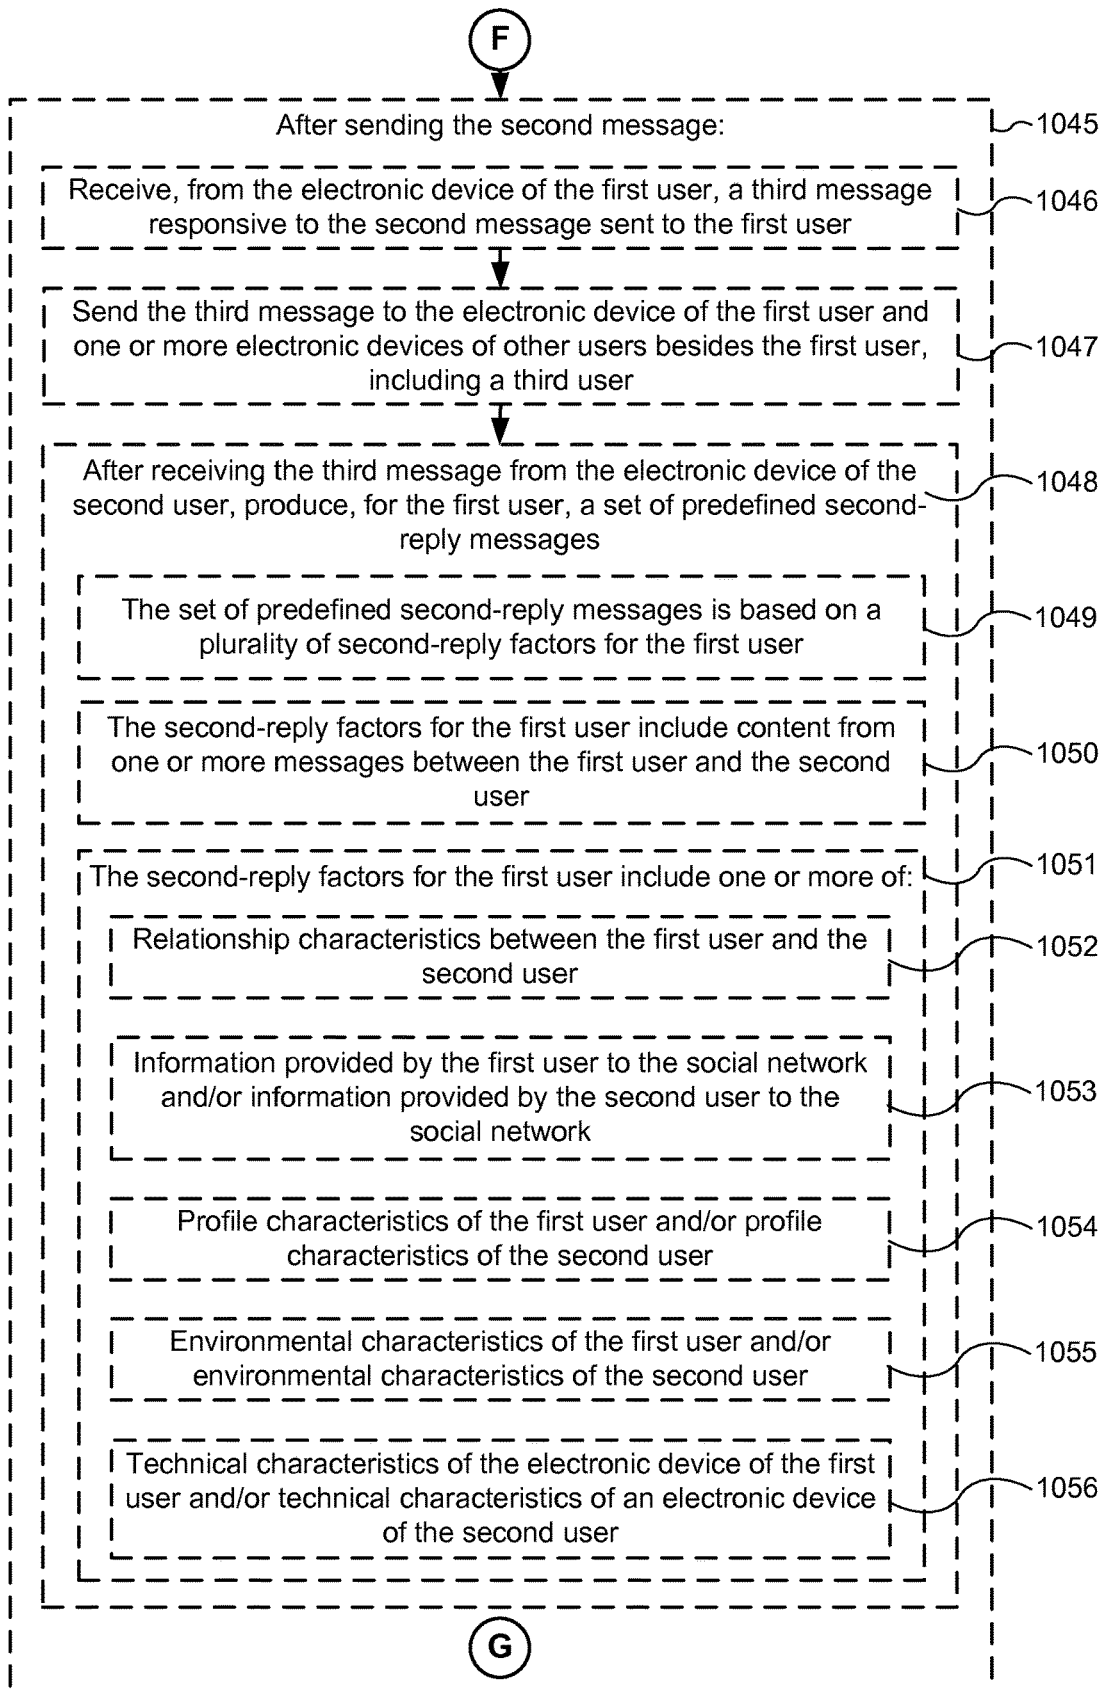 F
After sending the second message:
1045
Receive, from the electronic device of the first user, a third message
responsive to the second message sent to the first user
1046
Send the third message to the electronic device of the first user and
one or more electronic devices of other users besides the first user,
including a third user
1047
After receiving the third message from the electronic device of the
second user, produce, for the first user, a set of predefined second-
reply messages
1048
The set of predefined second-reply messages is based on a
plurality of second-reply factors for the first user
1049
The second-reply factors for the first user include content from
one or more messages between the first user and the second
user
1050
The second-reply factors for the first user include one or more of:
1051
Relationship characteristics between the first user and the
second user
1052
Information provided by the first user to the social network
and/or information provided by the second user to the
social network
1053
Profile characteristics of the first user and/or profile
characteristics of the second user
1054
Environmental characteristics of the first user and/or
environmental characteristics of the second user
1055
Technical characteristics of the electronic device of the first
user and/or technical characteristics of an electronic device
of the second user
1056
G